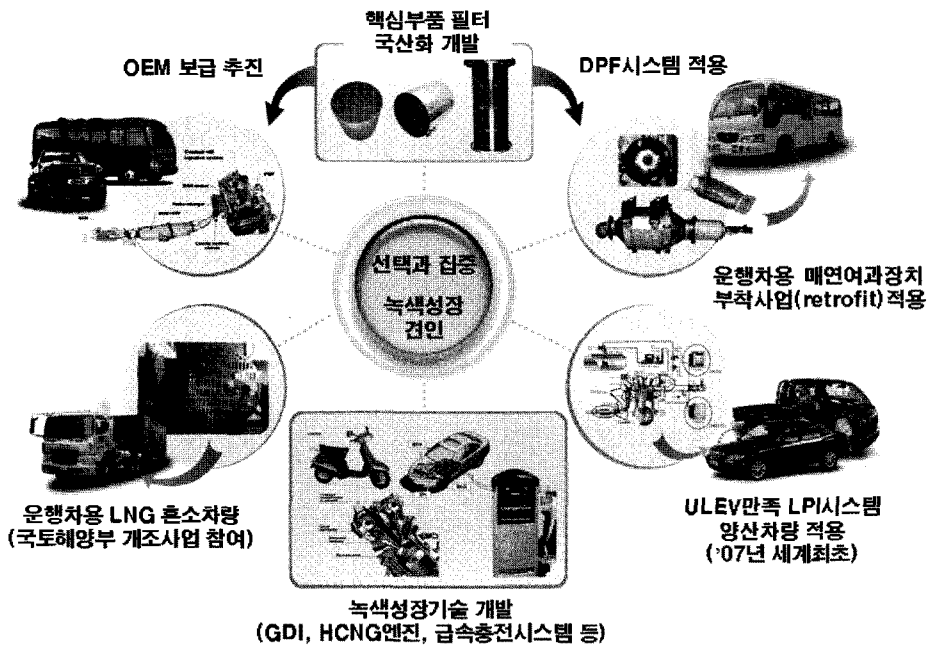 핵심부품 필터
국산화 개발
OEM 보급 추진
DPF시스템 적용
선택과 집중
녹색성장
견인
운행차용 매연여과장치
부착사업(retrofit) 적용
운행차용 LNG 혼소차량
(국토해양부 개조사업 참여)
ULEV만족 LPI시스템
양산차량 적용
('07년 세계최초)
녹색성장기술 개발
(GDI, HCNG엔진, 급속충전시스템 등)